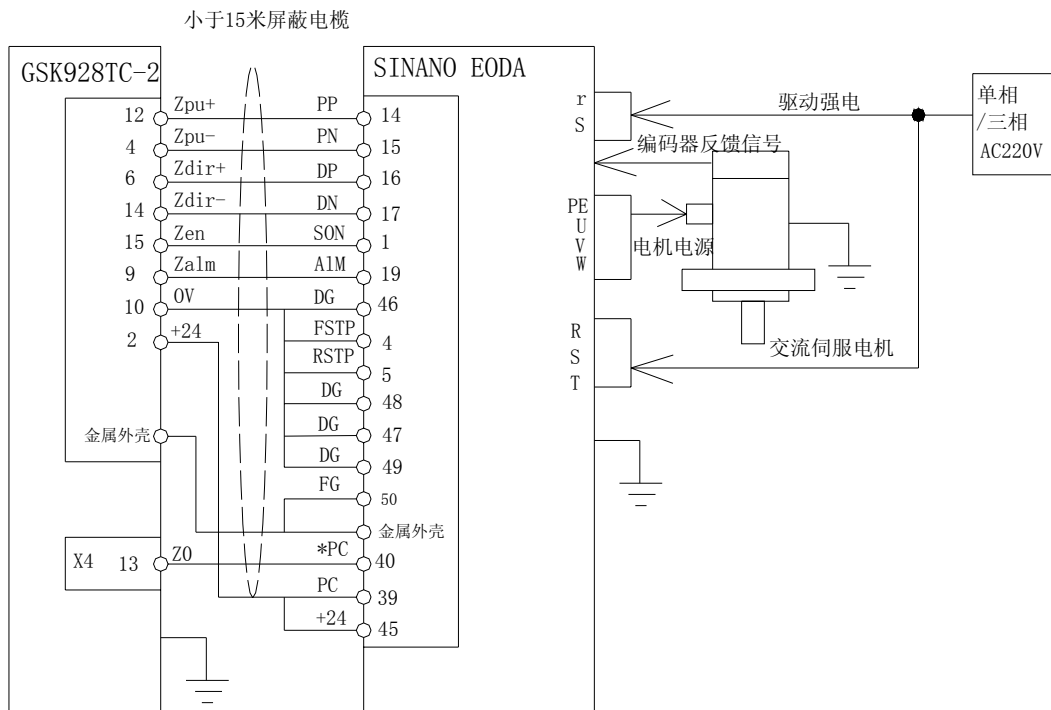 小于15米屏蔽电榄
GSK928TC-2
SINANO EODA
12 Zpu+ PP 14
4 Zpu- PN 15
6 Zdir+ DP 16
14 Zdir- DN 17
15 Zen SON 1
9 Zalm AlM 19
10 0V DG 46
2 +24 FSTP 4
RSTP 5
DG 48
DG 47
DG 49
金属外壳 FG 50
金属外壳
X4 13 Z0 *PC 40
PC 39
+24 45
r
S
驱动强电
单相
/三相
AC220V
编码器反馈信号
PE
U
V
W
电机电源
R
S
T
交流伺服电机